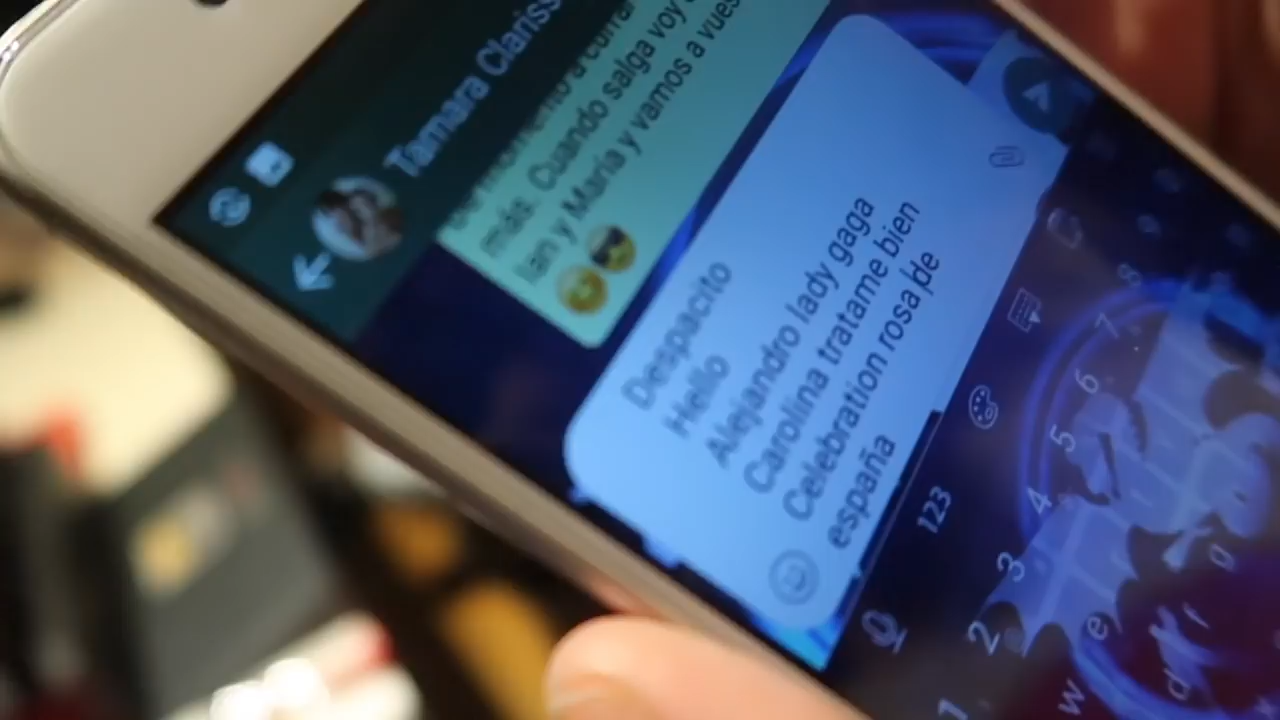 Tamara Clariss
más. Cuando salga voy
Ian y María y vamos a vues
Despacito
Hello
Alejandro lady gaga
Carolina tratame bien
Celebration rosa de
españa
123
1 2 3 4 5 6 7 8
w e
d f g